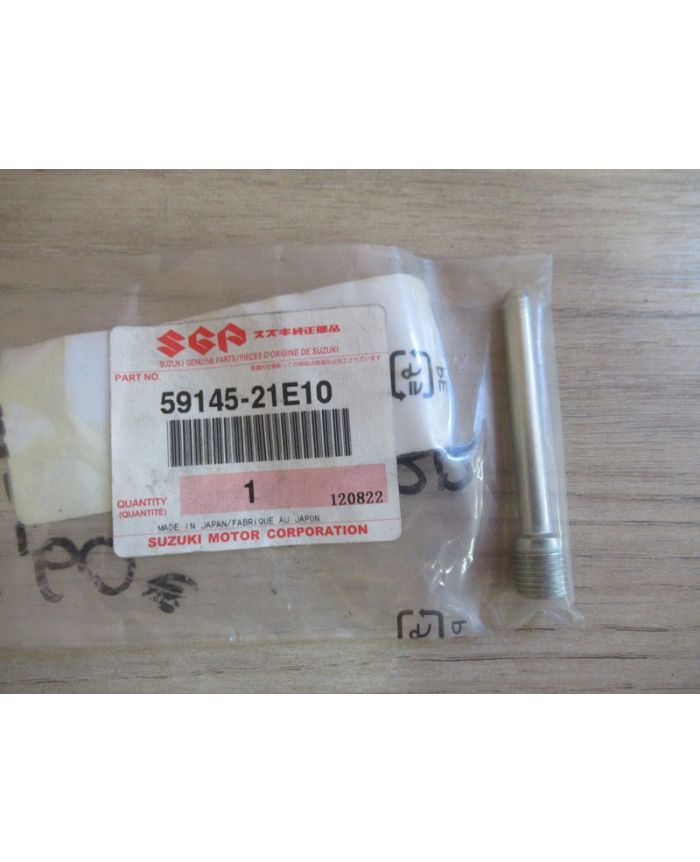 SGP スズキ純正部品
SUZUKI GENUINE PARTS/PIECES D'ORIGINE DE SUZUKI
PART NO.
59145-21E10
QUANTITY
(QUANTITÉ)
1
120822
MADE IN JAPAN/FABRIQUE AU JAPON
SUZUKI MOTOR CORPORATION